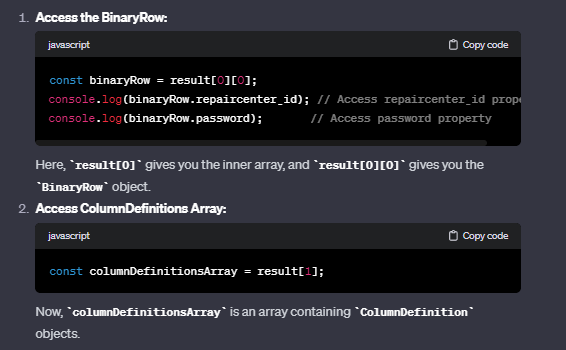 1. Access the BinaryRow:
javascript Copy code
const binaryRow = result[0][0];
console.log(binaryRow.repaircenter_id); // Access repaircenter_id prope
console.log(binaryRow.password); // Access password property
Here, `result[0]` gives you the inner array, and `result[0][0]` gives you the
`BinaryRow` object.
2. Access ColumnDefinitions Array:
javascript Copy code
const columnDefinitionsArray = result[1];
Now, `columnDefinitionsArray` is an array containing `ColumnDefinition`
objects.